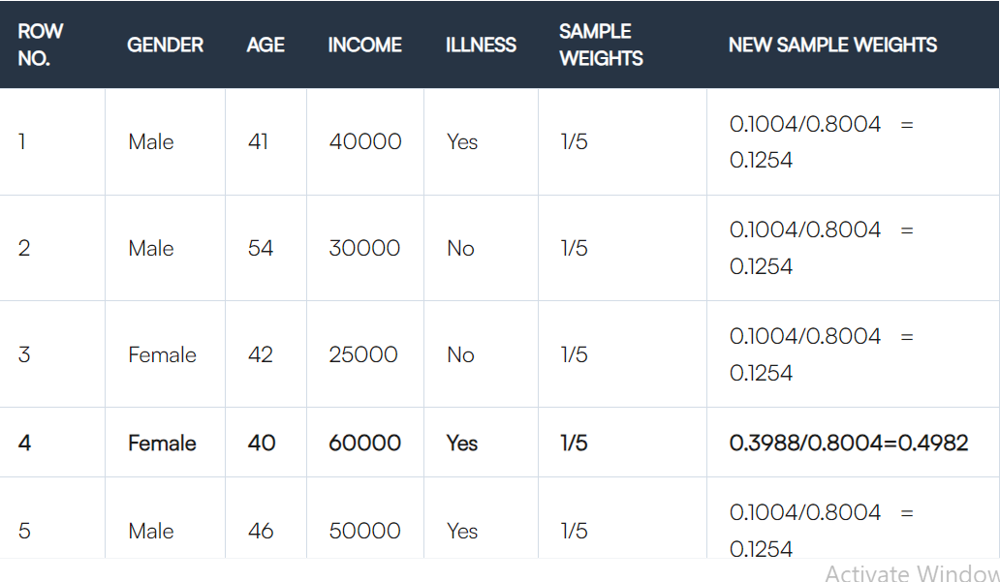 ROW NO. GENDER AGE INCOME ILLNESS SAMPLE WEIGHTS NEW SAMPLE WEIGHTS
1 Male 41 40000 Yes 1/5 0.1004/0.8004 = 0.1254
2 Male 54 30000 No 1/5 0.1004/0.8004 = 0.1254
3 Female 42 25000 No 1/5 0.1004/0.8004 = 0.1254
4 Female 40 60000 Yes 1/5 0.3988/0.8004=0.4982
5 Male 46 50000 Yes 1/5 0.1004/0.8004 = 0.1254
Activate Window